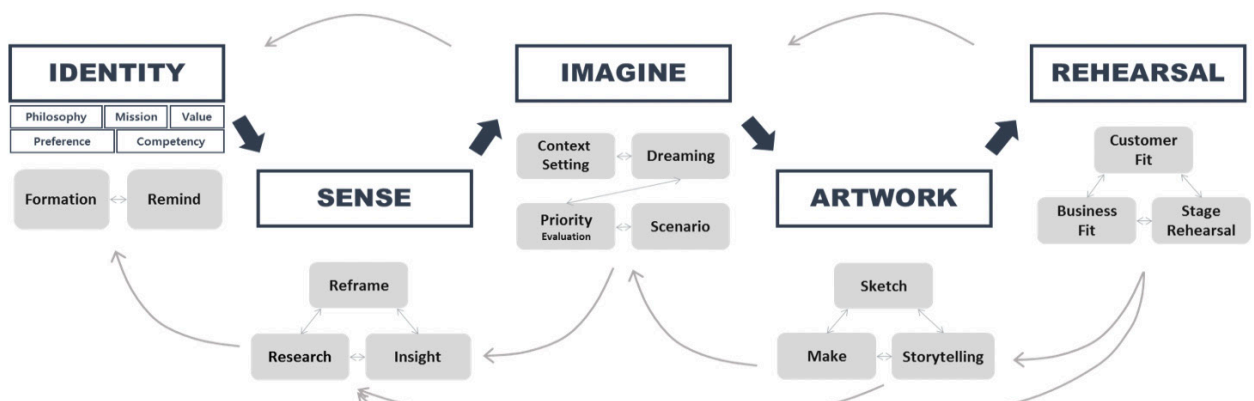 IDENTITY
Philosophy
Mission
Value
Preference
Competency
Formation
Remind
SENSE
Reframe
Research
Insight
IMAGINE
Context
Setting
Dreaming
Priority
Evaluation
Scenario
ARTWORK
Sketch
Make
Storytelling
REHEARSAL
Customer
Fit
Business
Fit
Stage
Rehearsal